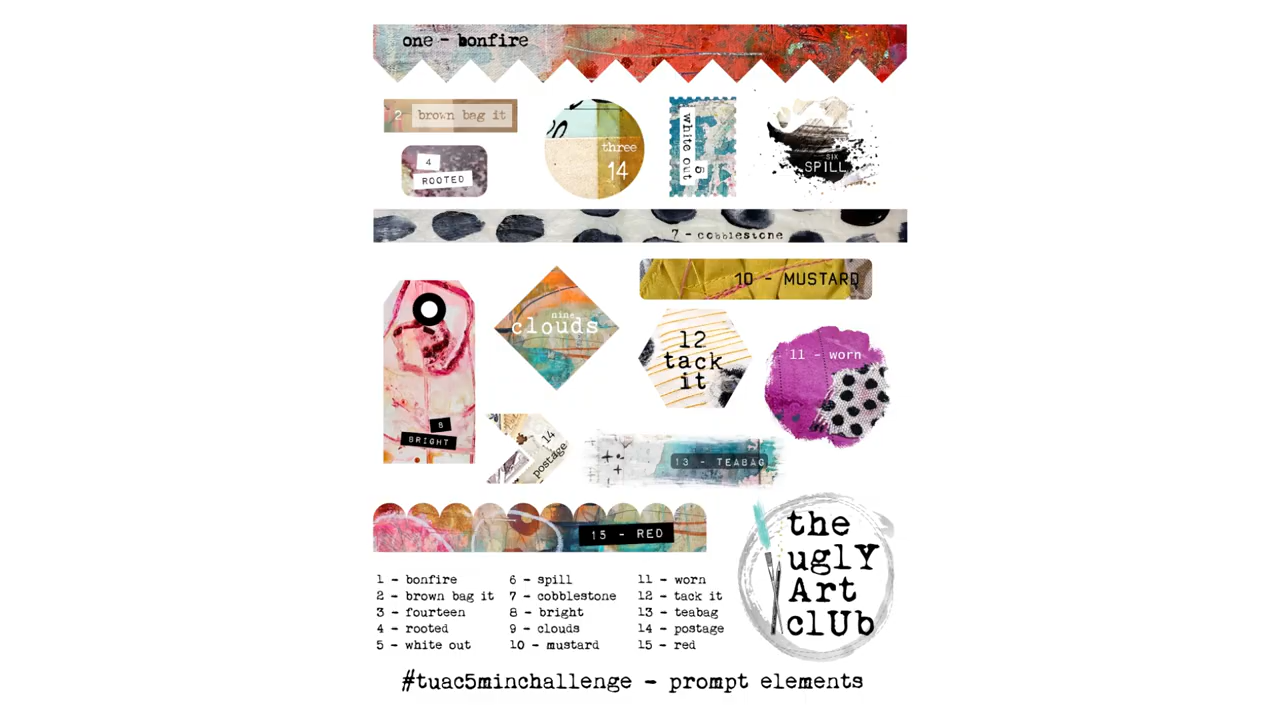 one - bonfire
2 brown bag it
4
ROOTED
three
14
white out
SIX
SPILL
7 - cobblestone
10 - MUSTARD
nine
clouds
12
tack
it
11 - worn
8
BRIGHT
14
postage
13 - TEABAG
15 - RED
the
uglY
Art
clUb
1 - bonfire
2 - brown bag it
3 - fourteen
4 - rooted
5 - white out
6 - spill
7 - cobblestone
8 - bright
9 - clouds
10 - mustard
11 - worn
12 - tack it
13 - teabag
14 - postage
15 - red
#tuac5minchallenge - prompt elements